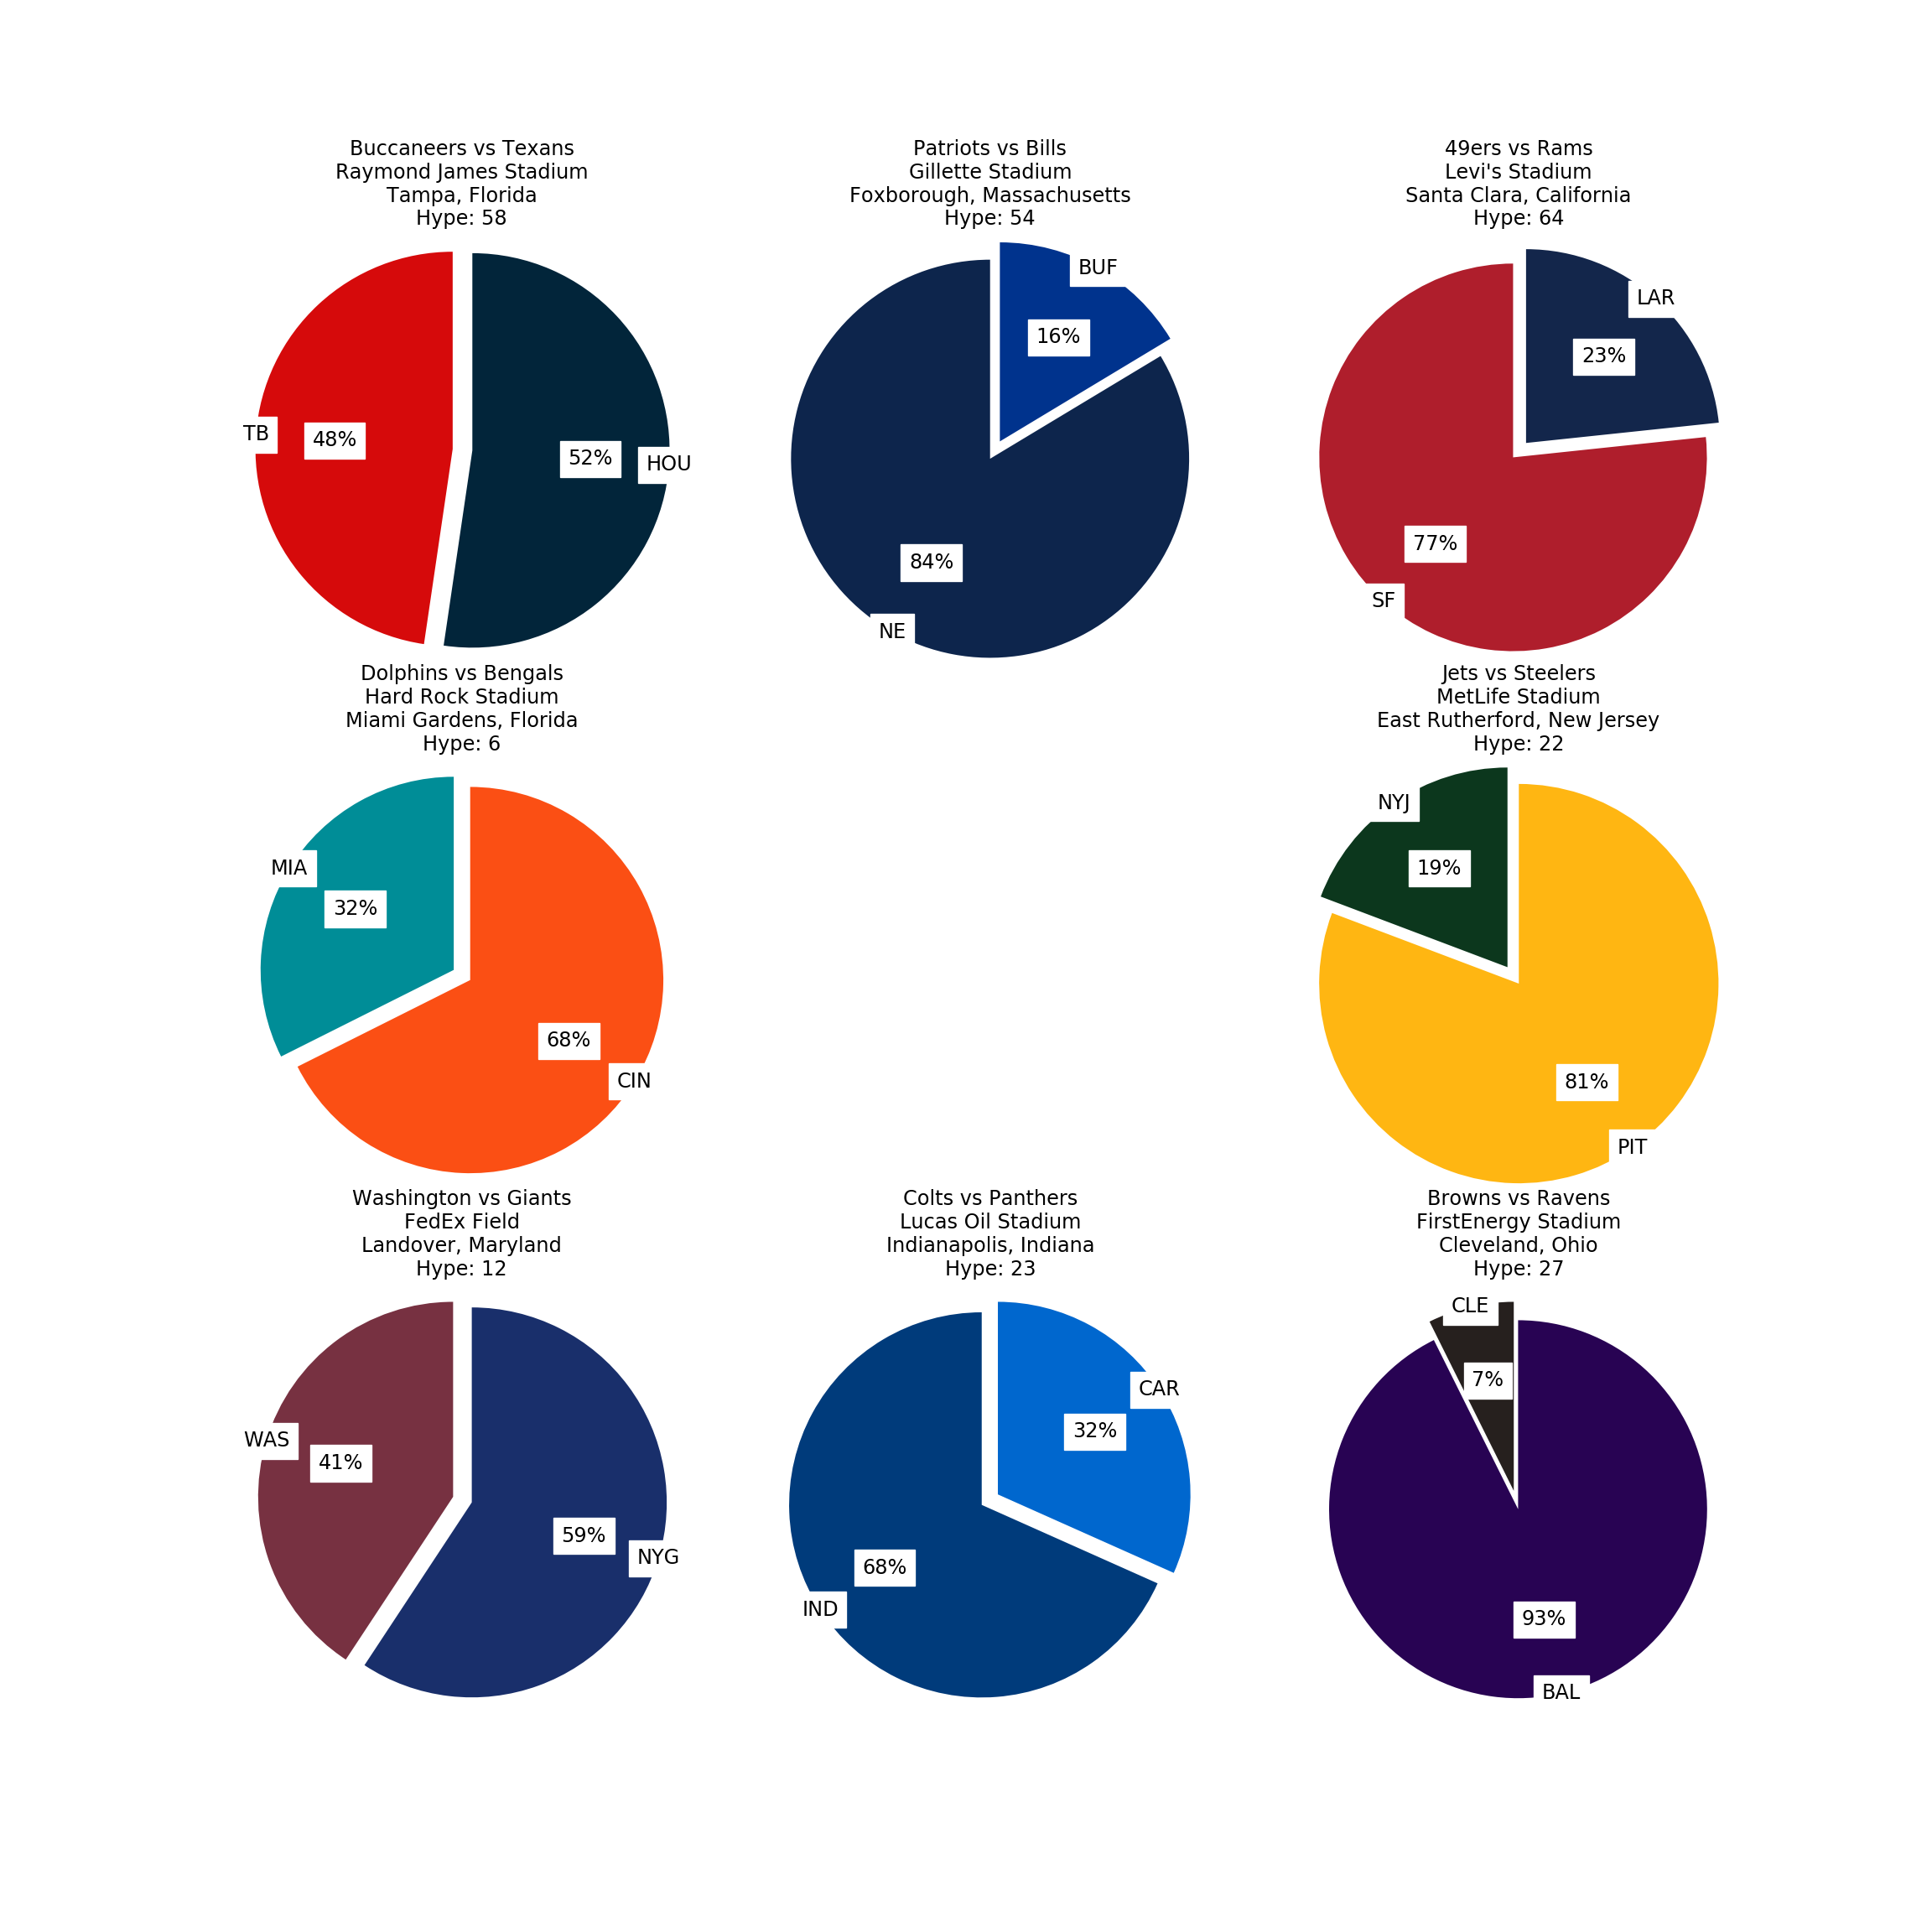 Buccaneers vs Texans
Raymond James Stadium
Tampa, Florida
Hype: 58
TB
48%
52%
HOU
Patriots vs Bills
Gillette Stadium
Foxborough, Massachusetts
Hype: 54
BUF
16%
84%
NE
49ers vs Rams
Levi's Stadium
Santa Clara, California
Hype: 64
LAR
23%
77%
SF
Dolphins vs Bengals
Hard Rock Stadium
Miami Gardens, Florida
Hype: 6
MIA
32%
68%
CIN
Jets vs Steelers
MetLife Stadium
East Rutherford, New Jersey
Hype: 22
NYJ
19%
81%
PIT
Washington vs Giants
FedEx Field
Landover, Maryland
Hype: 12
WAS
41%
59%
NYG
Colts vs Panthers
Lucas Oil Stadium
Indianapolis, Indiana
Hype: 23
CAR
32%
68%
IND
Browns vs Ravens
FirstEnergy Stadium
Cleveland, Ohio
Hype: 27
CLE
7%
93%
BAL